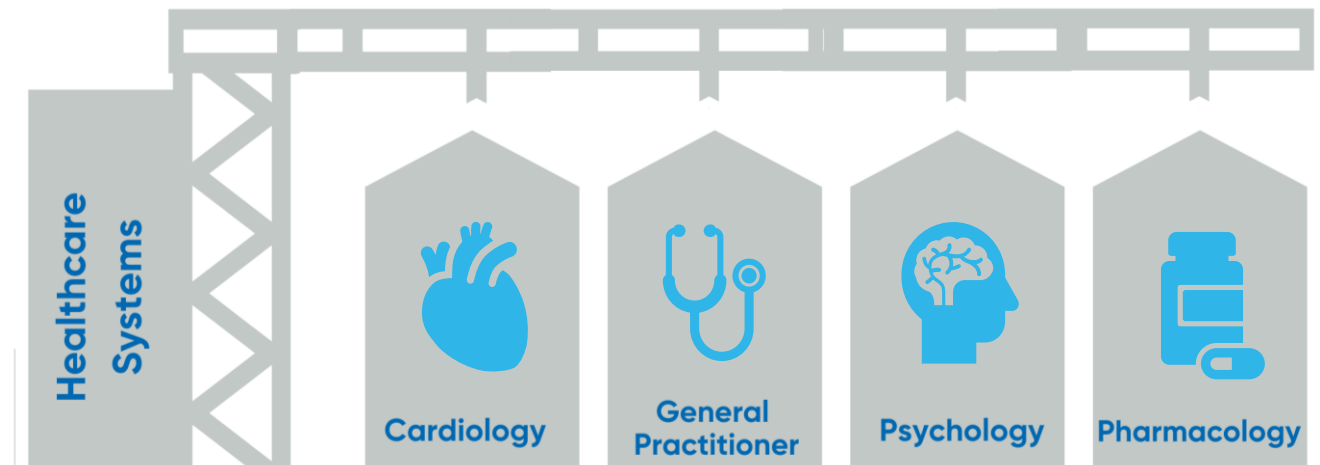 Healthcare
Systems
Cardiology
General
Practitioner
Psychology
Pharmacology